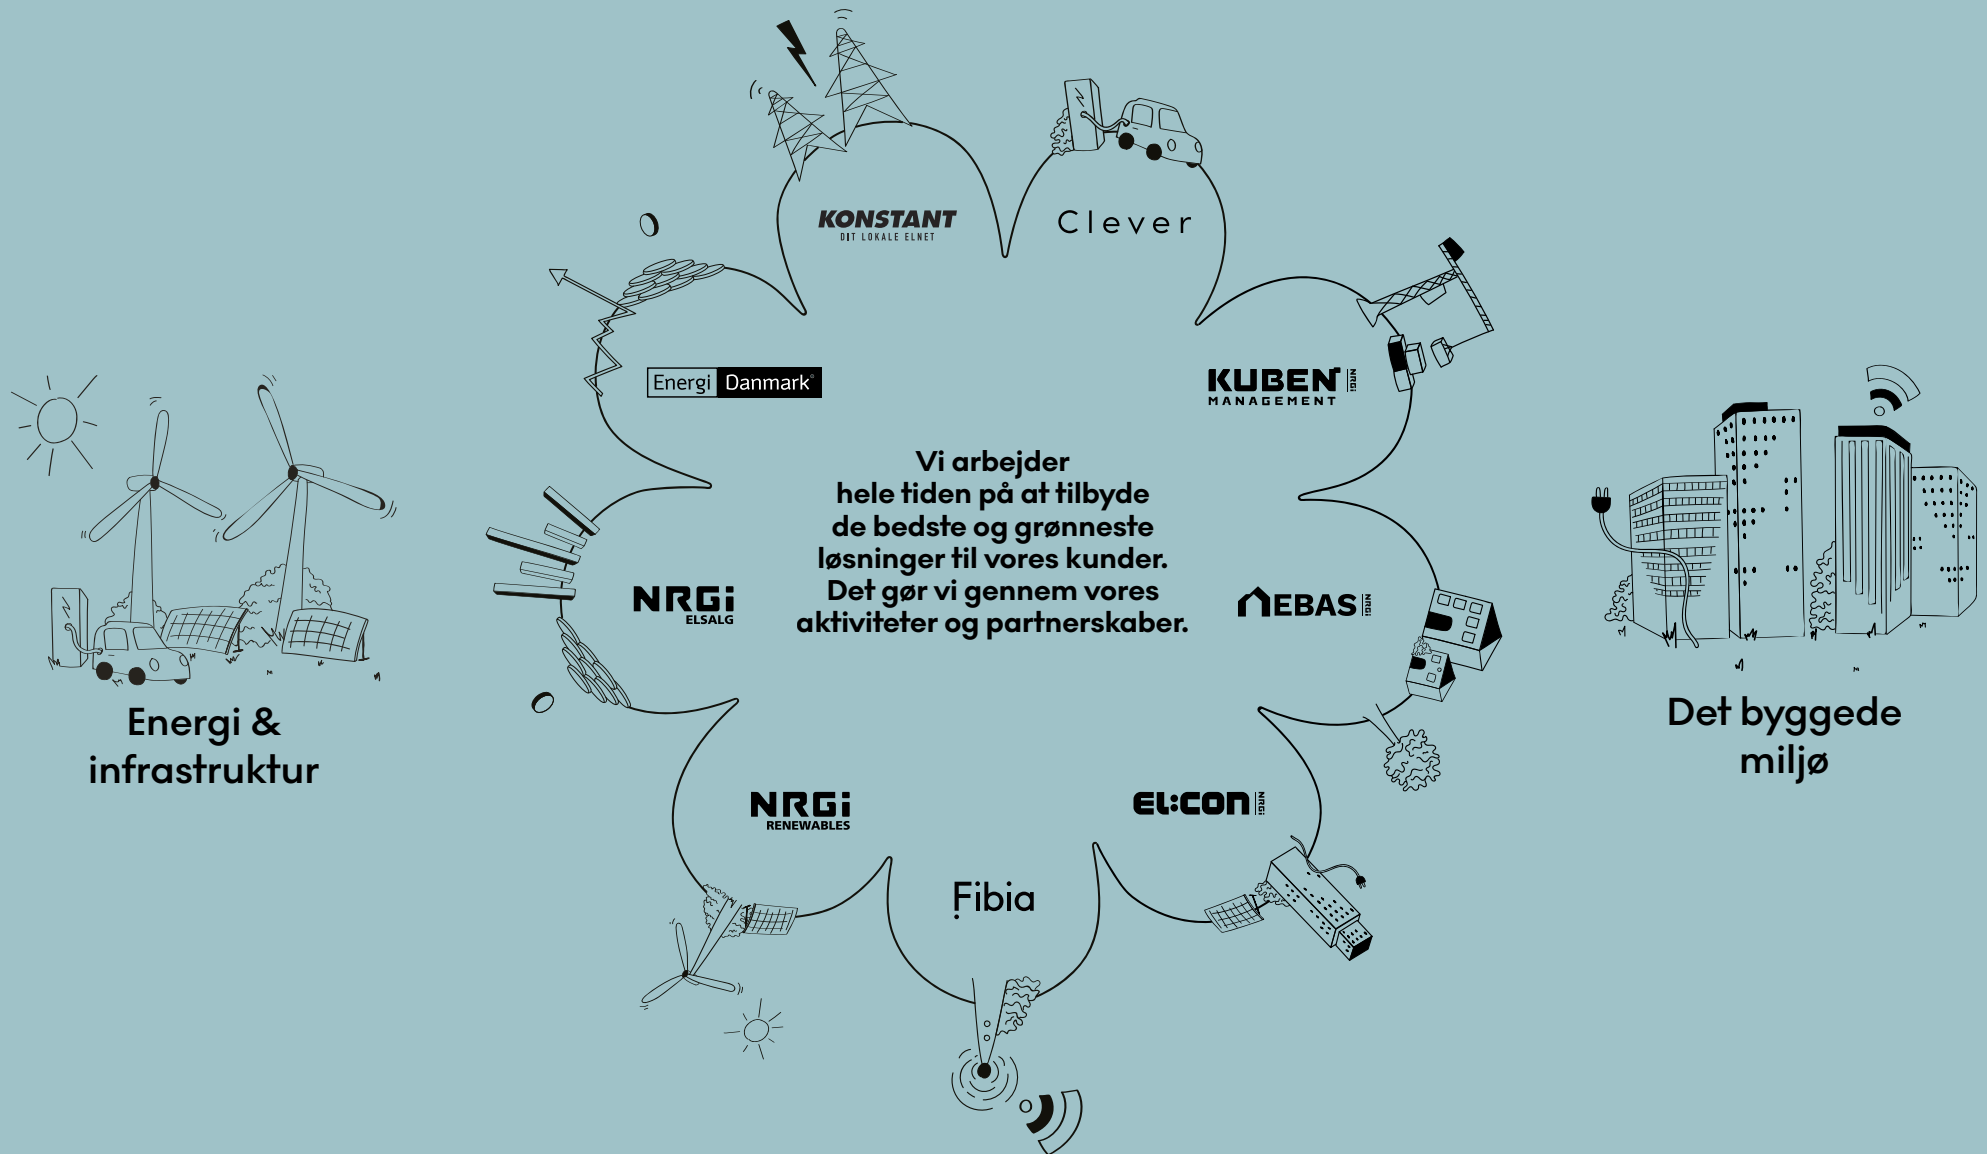 KONSTANT
DIT LOKALE ELNET
Clever
Energi Danmark
KUBEN NRGi
MANAGEMENT
Vi arbejder
hele tiden på at tilbyde
de bedste og grønneste
løsninger til vores kunder.
Det gør vi gennem vores
aktiviteter og partnerskaber.
NRGi
ELSALG
EBAS NRGi
Energi &
infrastruktur
Det byggede
miljø
NRGi
RENEWABLES
EL:CON NRGi
Fibia